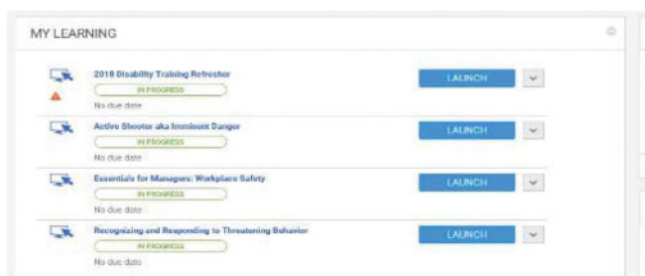 MY LEARNING
2018 Disability Training Refresher
LAUNCH
IN PROGRESS
No due date
Active Shooter aka Imminent Danger
LAUNCH
IN PROGRESS
No due date
Essentials for Managers: Workplace Safety
LAUNCH
IN PROGRESS
No due date
Recognizing and Responding to Threatening Behavior
LAUNCH
IN PROGRESS
No due date